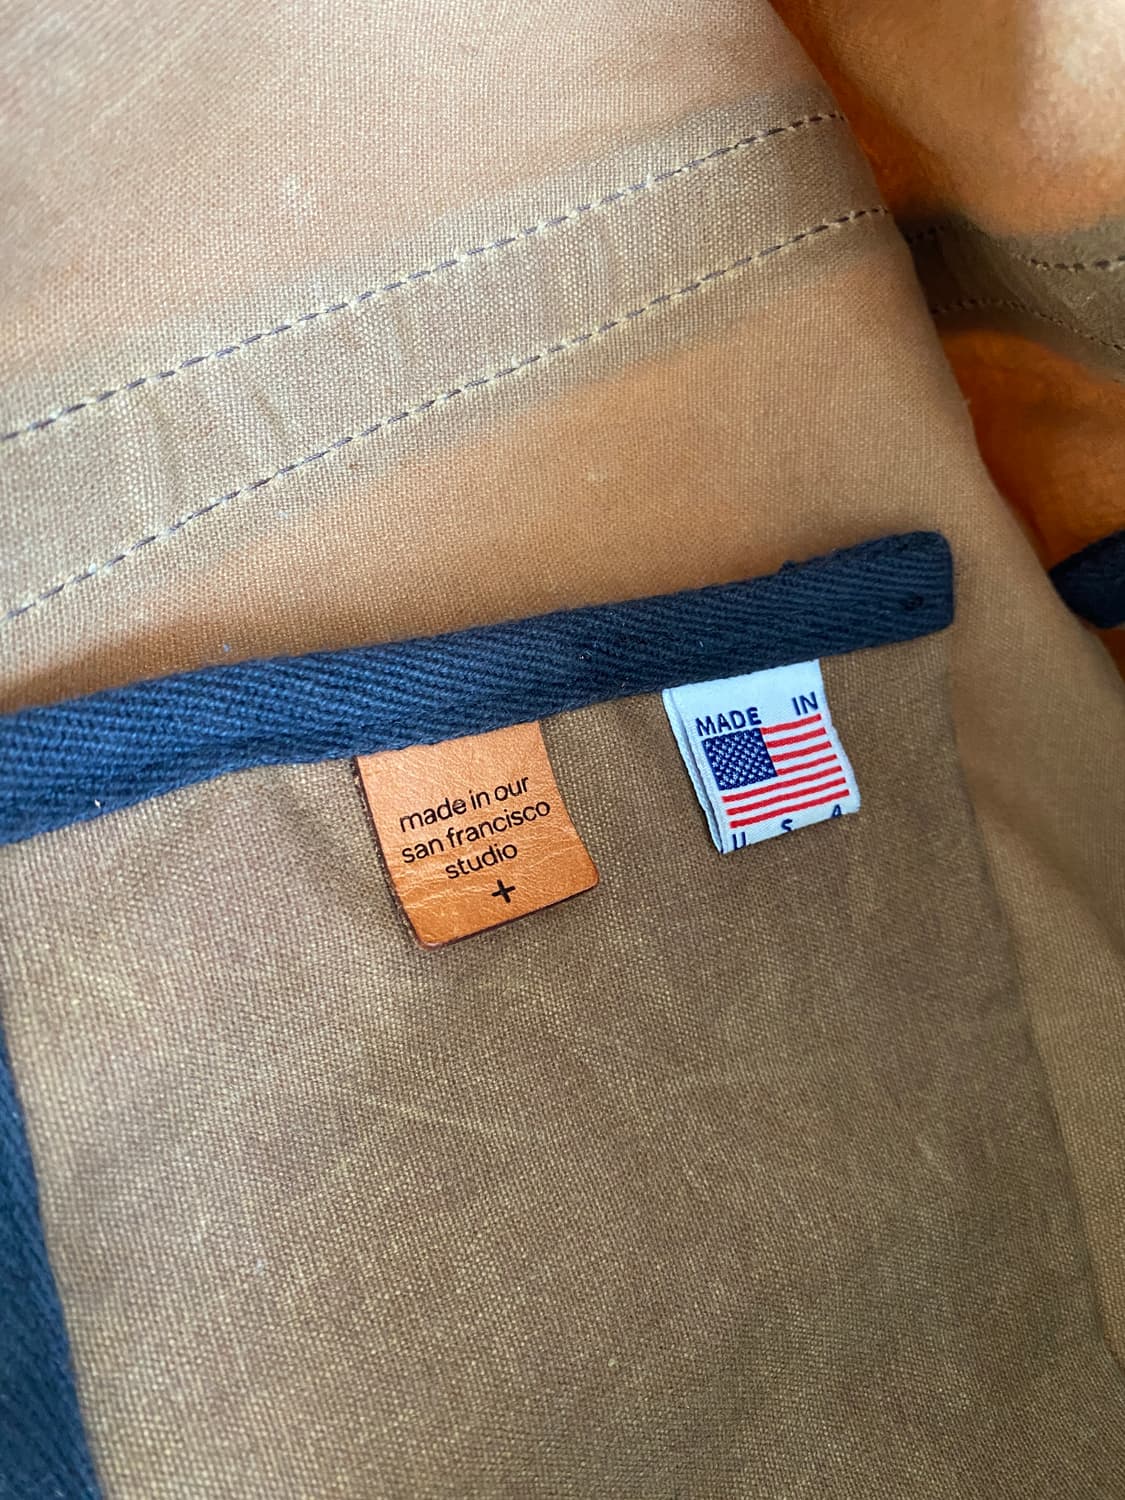 made in our
san francisco
studio
+
MADE IN
U S A